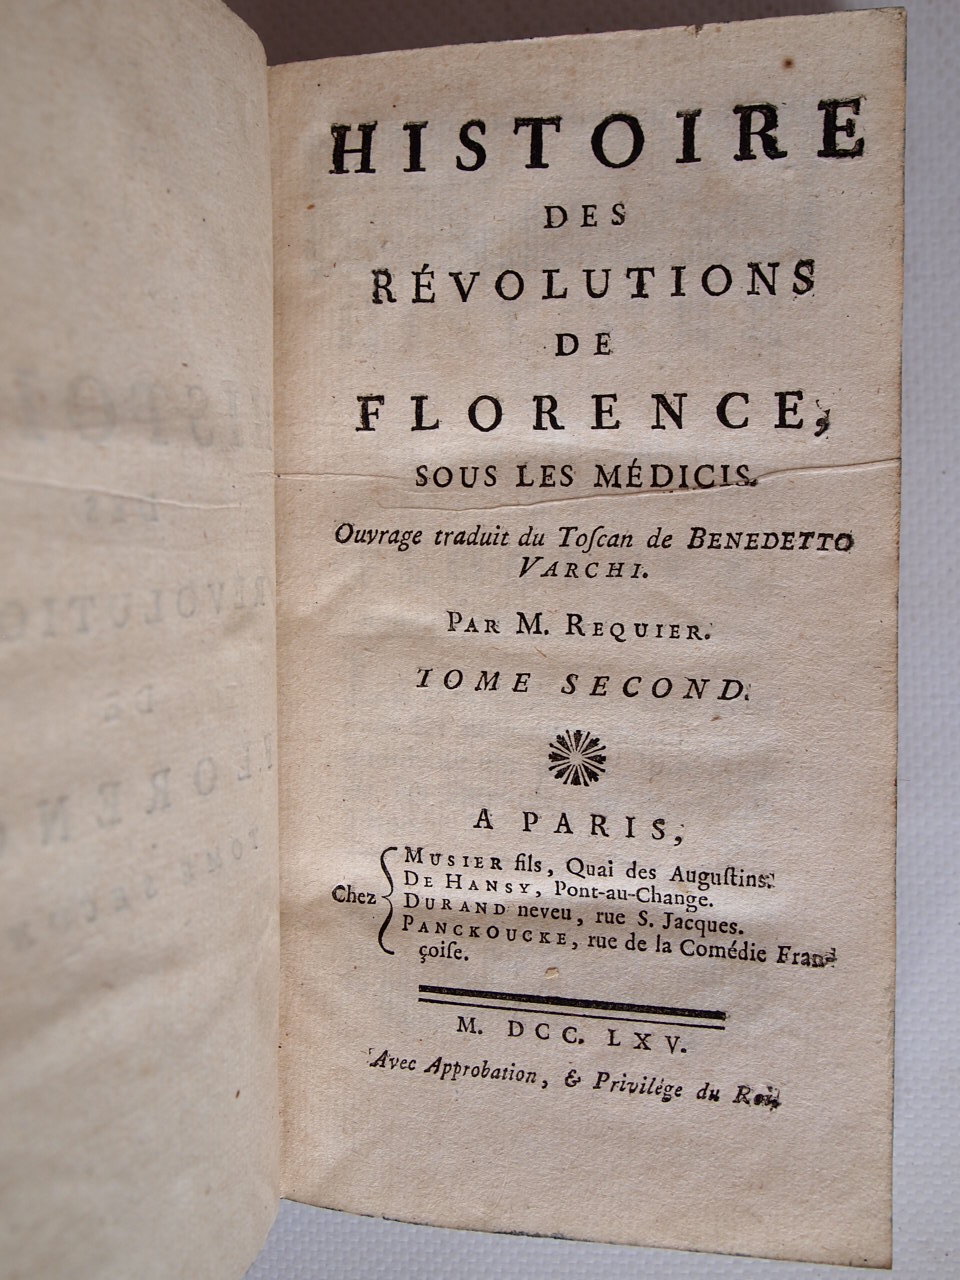 HISTOIRE
DES
RÉVOLUTIONS
DE
FLORENCE,
SOUS LES MÉDICIS.
Ouvrage traduit du Toſcan de BENEDETTO
VARCHI.
PAR M. REQUIER.
TOME SECOND.
A PARIS,
Chez
MUSIER fils, Quai des Auguſtins.
DE HANSY, Pont-au-Change.
DURAND neveu, rue S. Jacques.
PANCKOUCKE, rue de la Comédie Fran-
çoiſe.
M. DCC. LXV.
Avec Approbation, & Privilége du Roi.